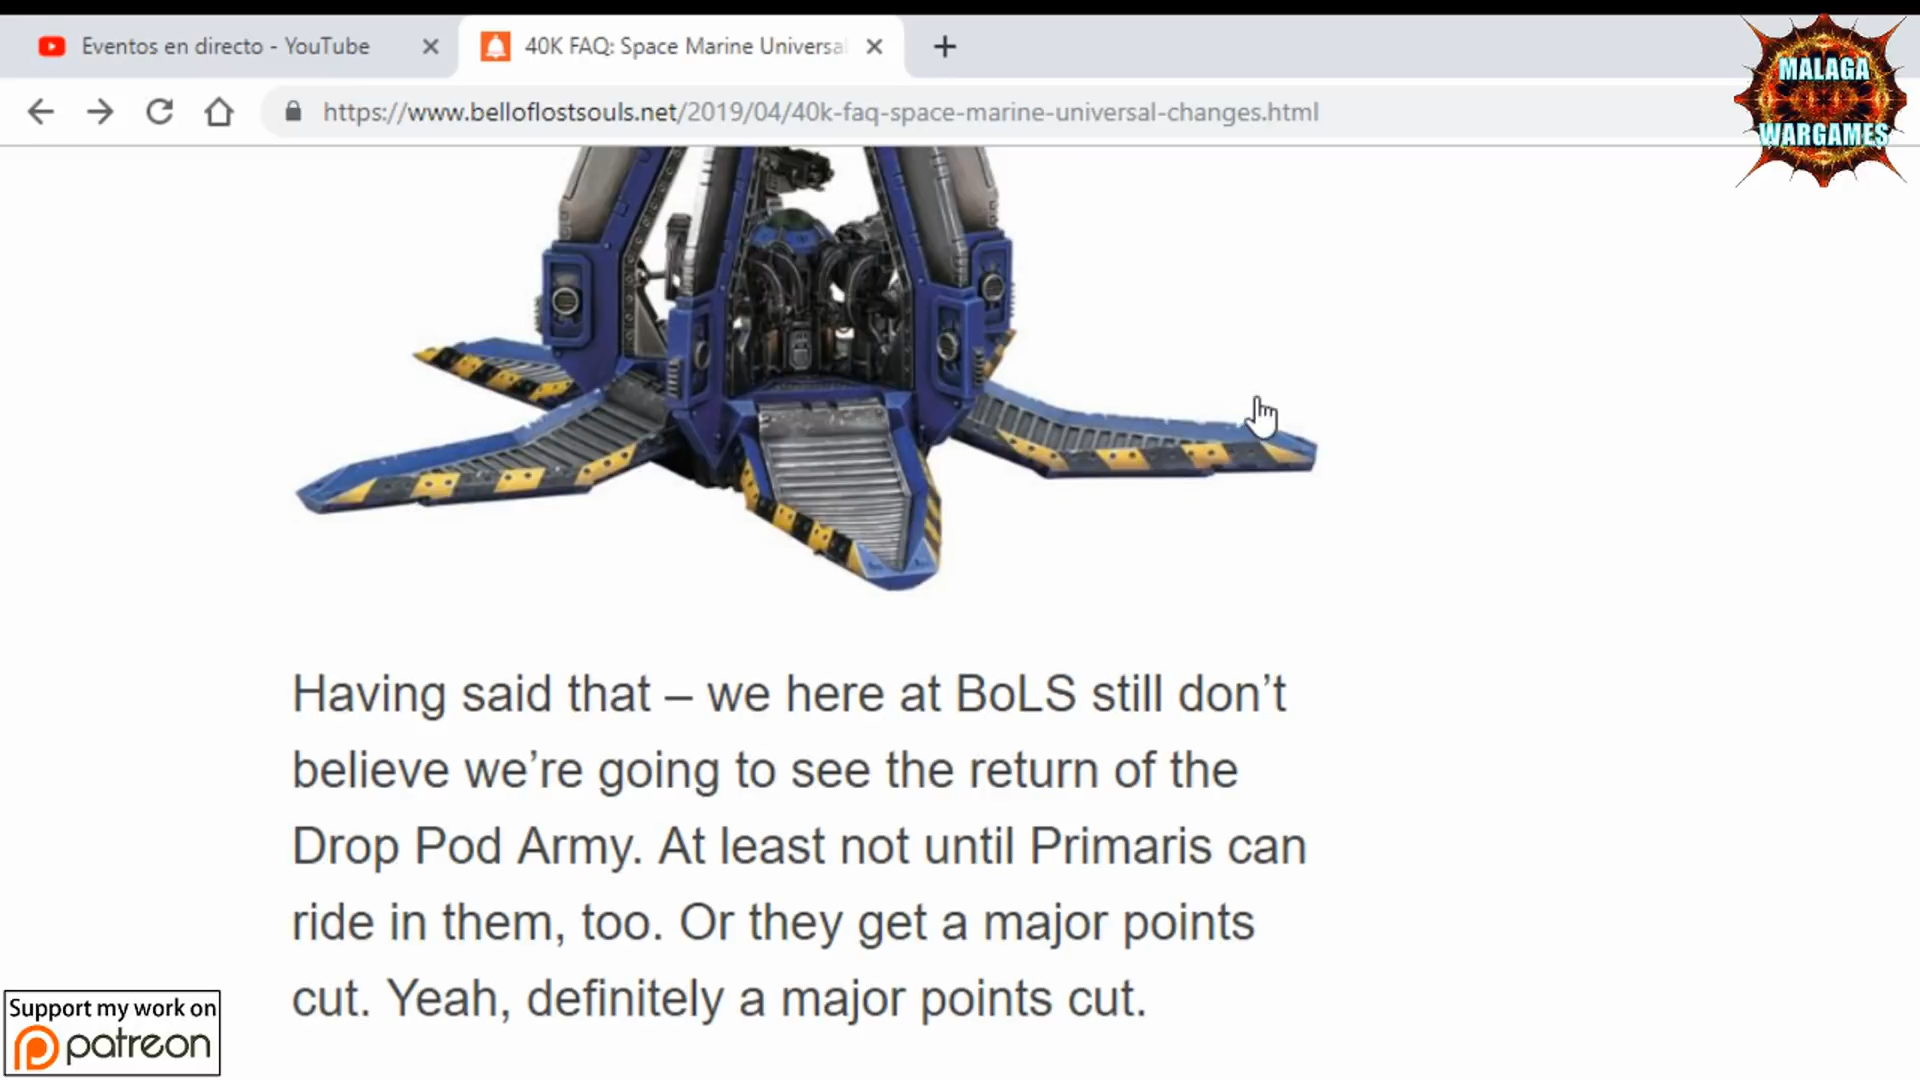 Eventos en directo - YouTube
40K FAQ: Space Marine Universa
MALAGA
WARGAMES
https://www.belloflostsouls.net/2019/04/40k-faq-space-marine-universal-changes.html
Having said that – we here at BoLS still don’t
believe we’re going to see the return of the
Drop Pod Army. At least not until Primaris can
ride in them, too. Or they get a major points
cut. Yeah, definitely a major points cut.
Support my work on
patreon